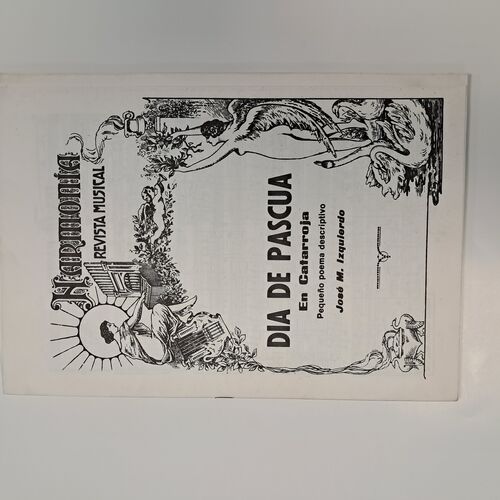 HARMONÍA
REVISTA MUSICAL
DIA DE PASCUA
En Catarroja
Pequeño poema descriptivo
José M. Izquierdo